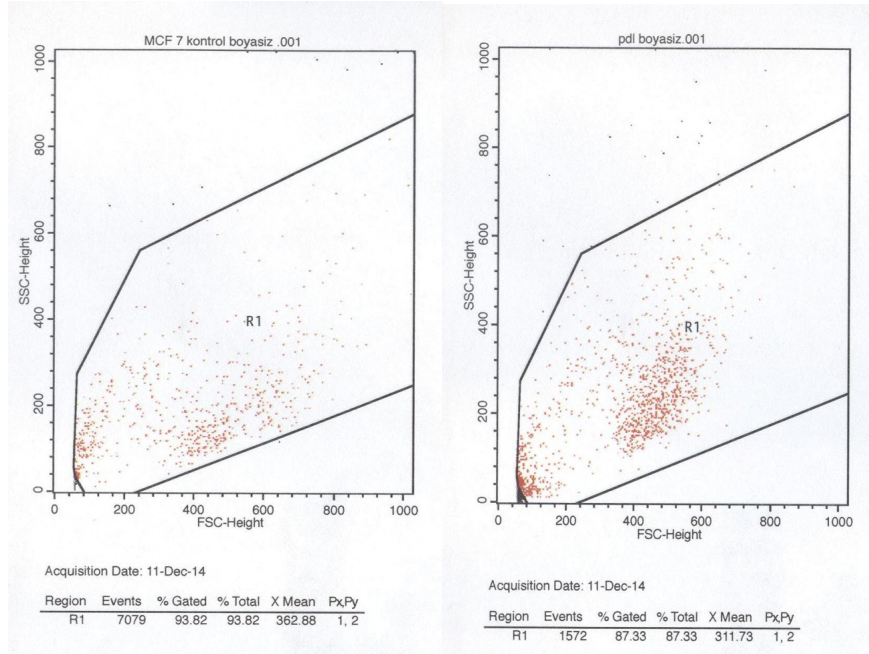 MCF 7 kontrol boyasiz .001
1000
800
600
400
200
0
SSC-Height
R1
0 200 400 600 800 1000
FSC-Height
Acquisition Date: 11-Dec-14
Region Events % Gated % Total X Mean Px,Py
R1 7079 93.82 93.82 362.88 1, 2
pdl boyasiz.001
1000
800
600
400
200
0
SSC-Height
R1
0 200 400 600 800 1000
FSC-Height
Acquisition Date: 11-Dec-14
Region Events % Gated % Total X Mean Px,Py
R1 1572 87.33 87.33 311.73 1, 2